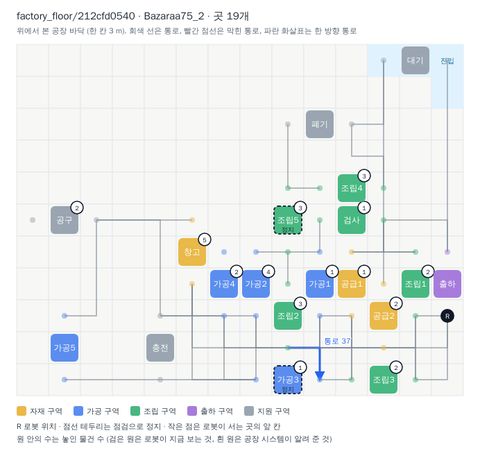 factory_floor/212cfd0540 · Bazaraa75_2 · 곳 19개
위에서 본 공장 바닥 (한 칸 3 m). 회색 선은 통로, 빨간 점선은 막힌 통로, 파란 화살표는 한 방향 통로
대기
폐기
3
조립4
2
공구
3
조립5
정지
1
검사
5
창고
2
가공4
4
가공2
1
가공1
1
공급1
2
조립1
출하
3
조립2
2
공급2
R
통로 37
가공5
충전
1
가공3
정지
2
조립3
자재 구역
가공 구역
조립 구역
출하 구역
지원 구역
R 로봇 위치 · 점선 테두리는 점검으로 정지 · 작은 점은 로봇이 서는 곳의 앞 칸
원 안의 수는 놓인 물건 수 (검은 원은 로봇이 지금 보는 것, 흰 원은 공장 시스템이 알려 준 것)